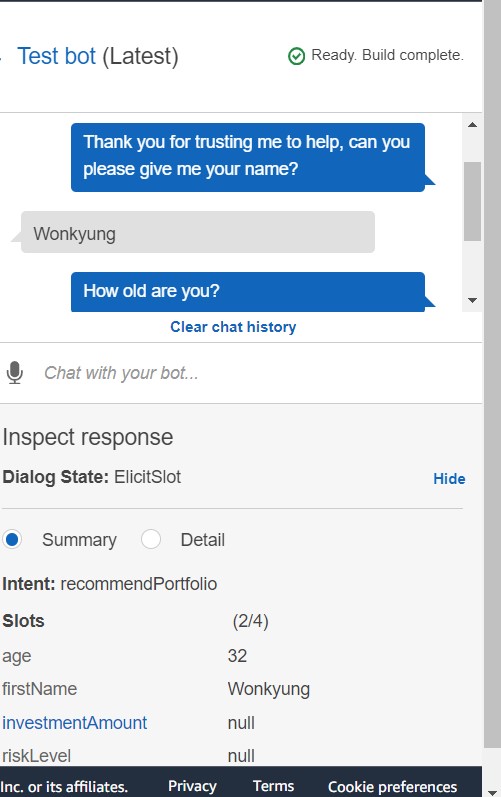 Test bot (Latest)
Ready. Build complete.
Thank you for trusting me to help, can you
please give me your name?
Wonkyung
How old are you?
Clear chat history
Chat with your bot...
Inspect response
Dialog State: ElicitSlot
Hide
Summary
Detail
Intent: recommendPortfolio
Slots (2/4)
age 32
firstName Wonkyung
investmentAmount null
riskLevel null
Inc. or its affiliates. Privacy Terms Cookie preferences